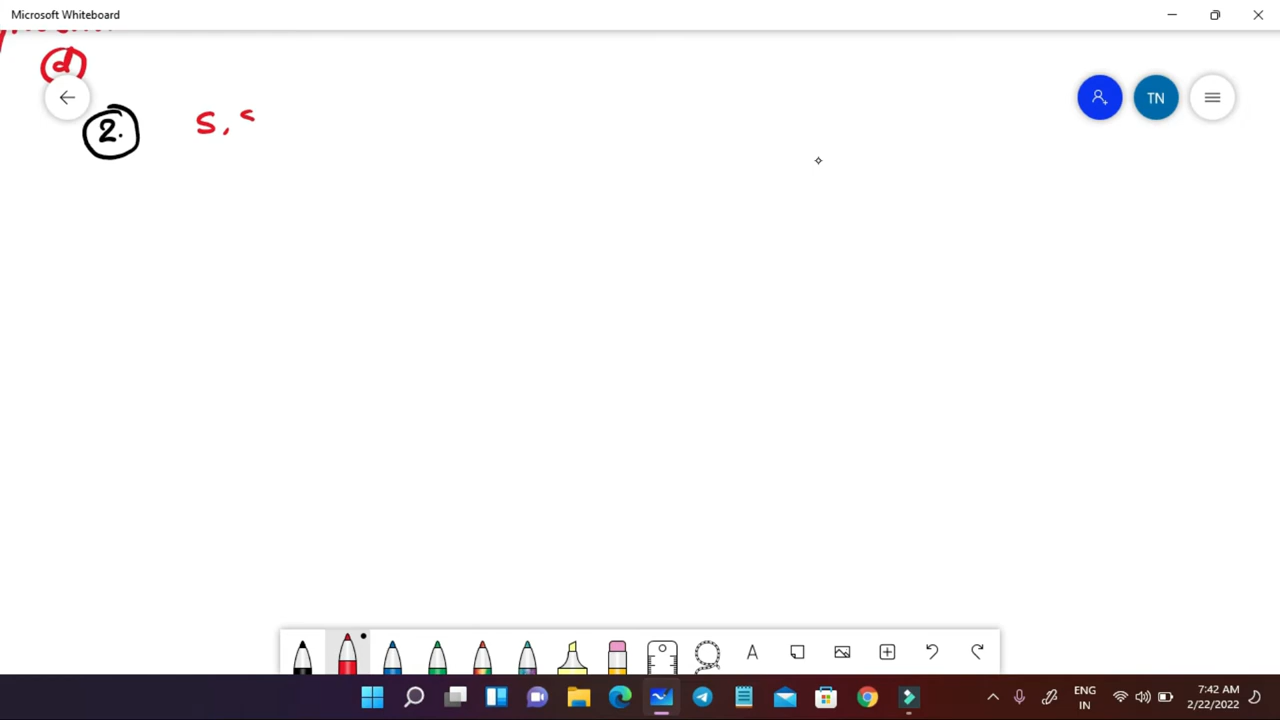 Microsoft Whiteboard
d
2. S,
TN
A
ENG
IN
7:42 AM
2/22/2022